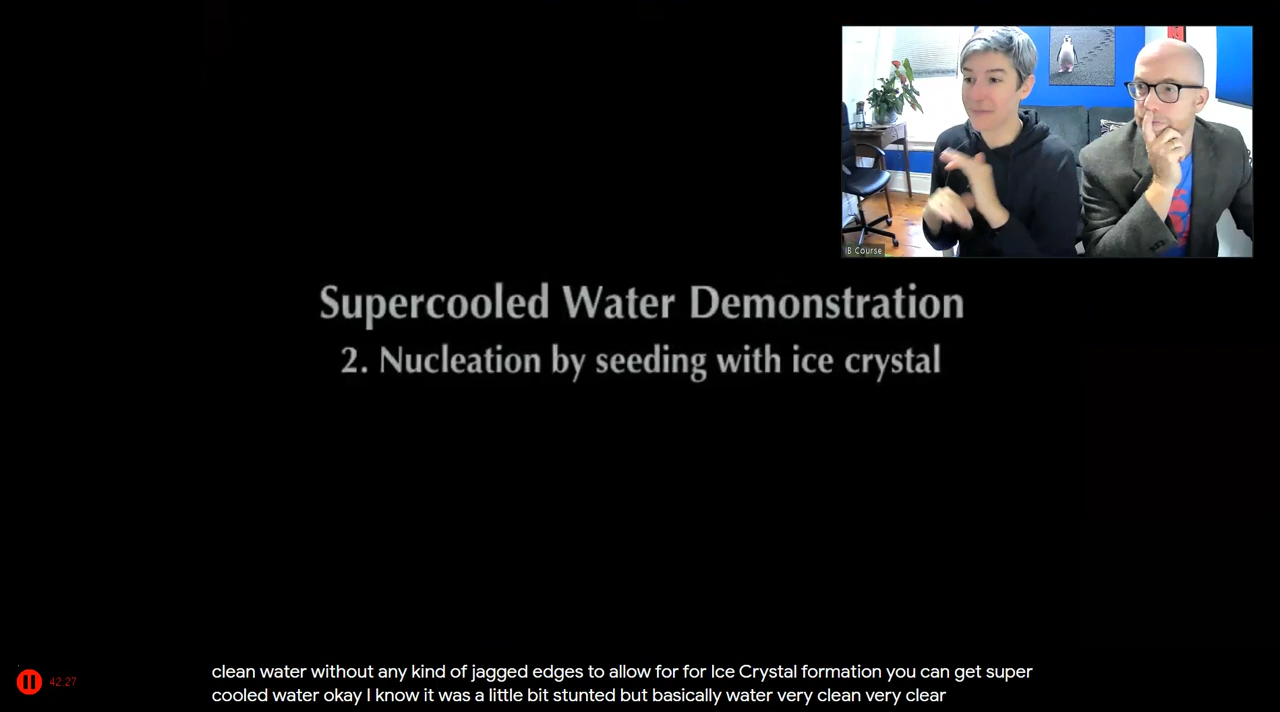 IB Course
Supercooled Water Demonstration
2. Nucleation by seeding with ice crystal
42.27
clean water without any kind of jagged edges to allow for for Ice Crystal formation you can get super
cooled water okay I know it was a little bit stunted but basically water very clean very clear